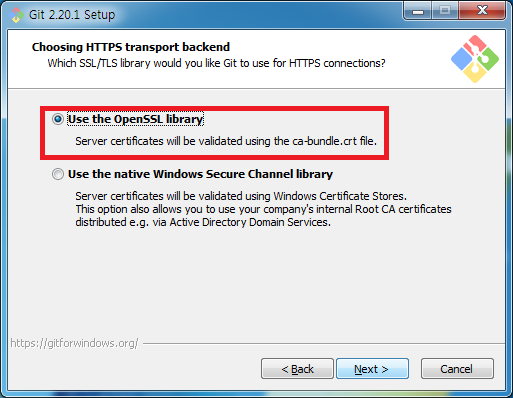 Git 2.20.1 Setup
Choosing HTTPS transport backend
Which SSL/TLS library would you like Git to use for HTTPS connections?
Use the OpenSSL library
Server certificates will be validated using the ca-bundle.crt file.
Use the native Windows Secure Channel library
Server certificates will be validated using Windows Certificate Stores.
This option also allows you to use your company's internal Root CA certificates
distributed e.g. via Active Directory Domain Services.
https://gitforwindows.org/
< Back
Next >
Cancel